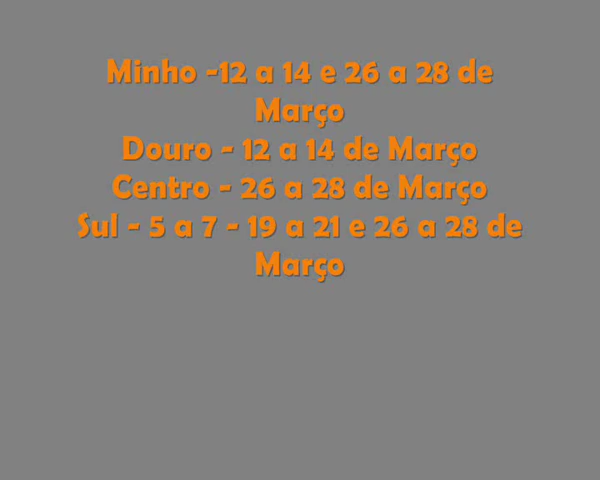 Minho -12 a 14 e 26 a 28 de
Março
Douro - 12 a 14 de Março
Centro - 26 a 28 de Março
Sul - 5 a 7 - 19 a 21 e 26 a 28 de
Março